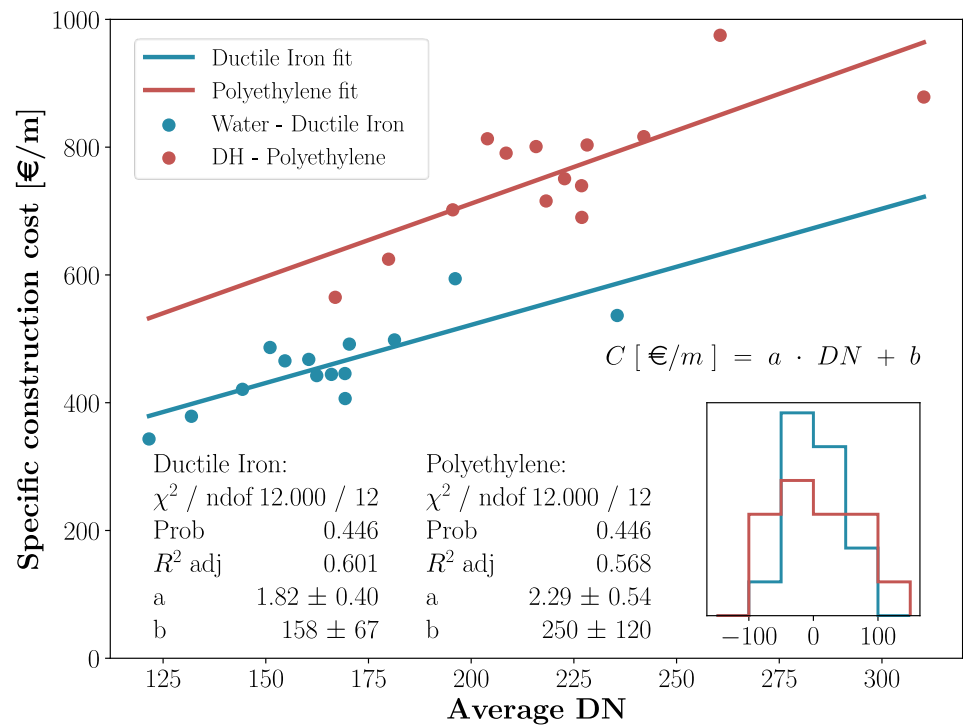 1000
800
600
400
200
0
Specific construction cost [€/m]
Ductile Iron fit
Polyethylene fit
Water - Ductile Iron
DH - Polyethylene
C [ €/m ] = a · DN + b
Ductile Iron:
χ² / ndof 12.000 / 12
Prob 0.446
R² adj 0.601
a 1.82 ± 0.40
b 158 ± 67
Polyethylene:
χ² / ndof 12.000 / 12
Prob 0.446
R² adj 0.568
a 2.29 ± 0.54
b 250 ± 120
−100 0 100
125 150 175 200 225 250 275 300
Average DN